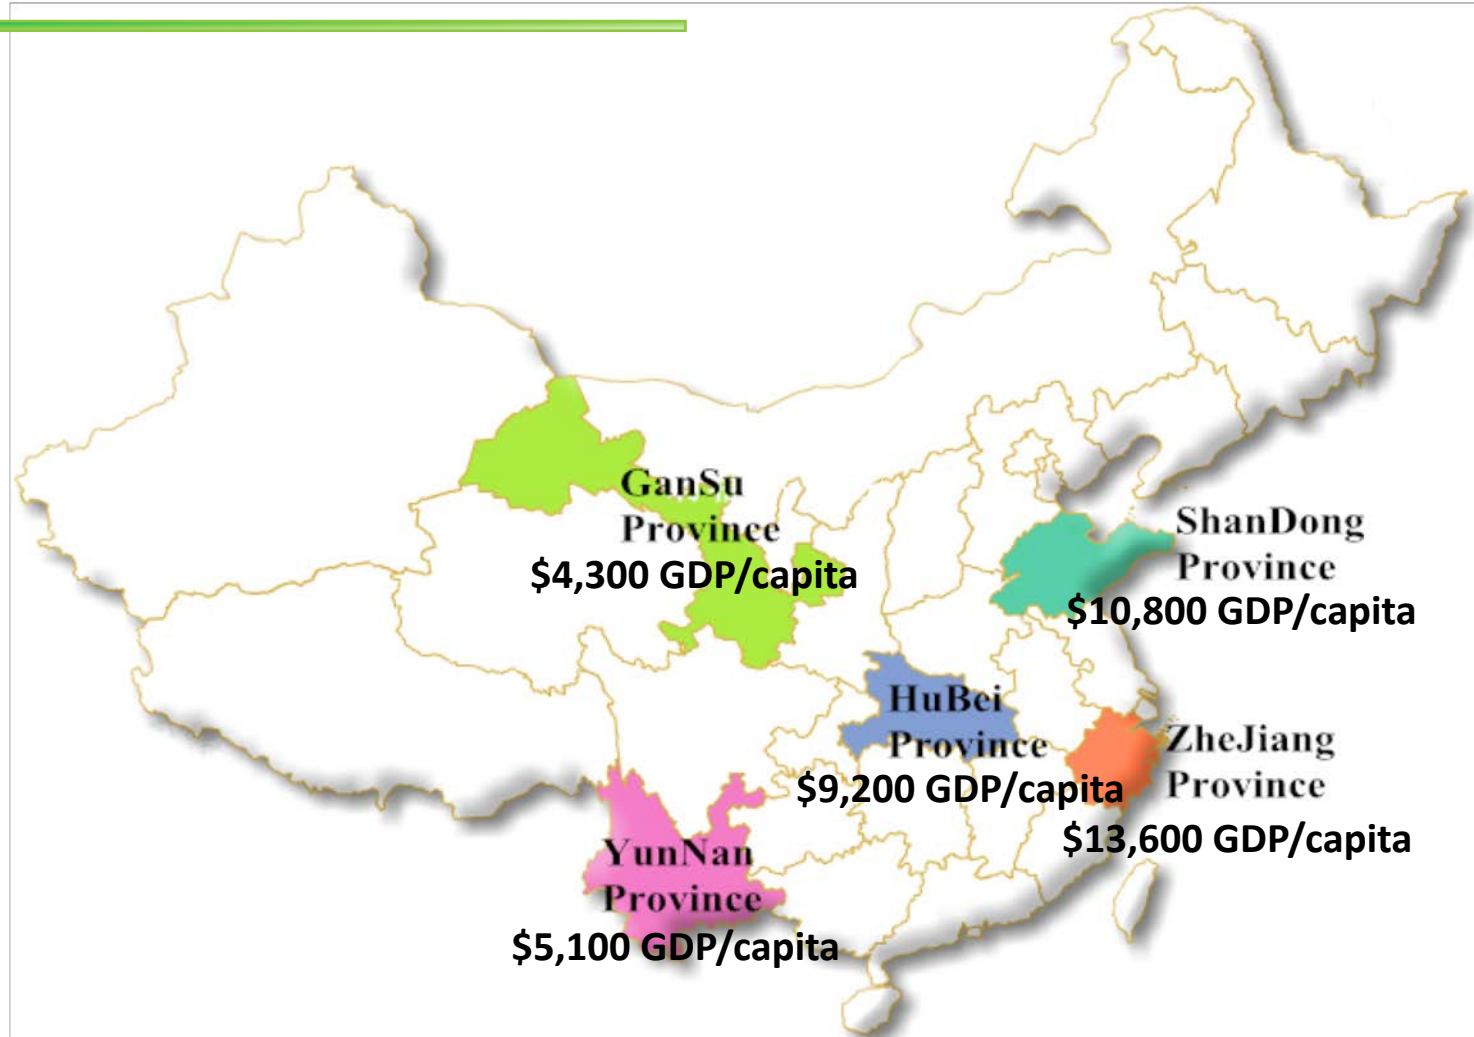 GanSu
Province
$4,300 GDP/capita
ShanDong
Province
$10,800 GDP/capita
HuBei
Province
$9,200 GDP/capita
ZheJiang
Province
$13,600 GDP/capita
YunNan
Province
$5,100 GDP/capita